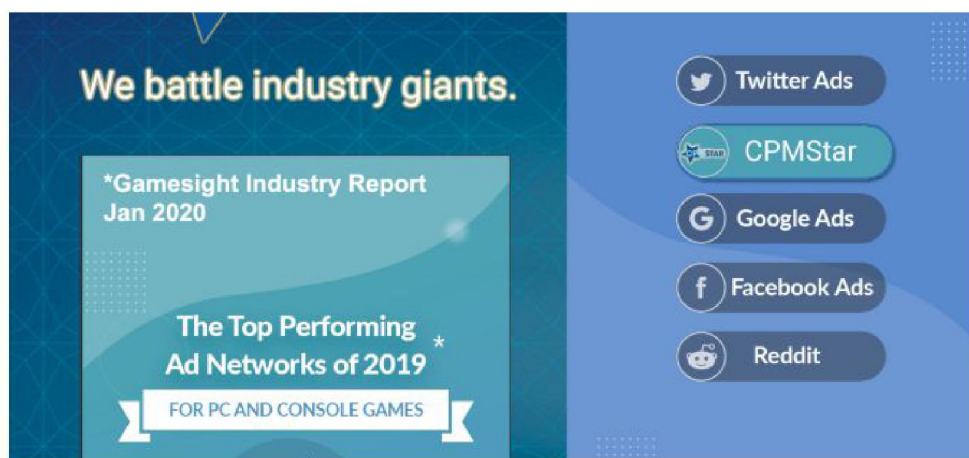 We battle industry giants.
*Gamesight Industry Report
Jan 2020
The Top Performing
Ad Networks of 2019 *
FOR PC AND CONSOLE GAMES
Twitter Ads
STAR
CPMStar
G Google Ads
f Facebook Ads
Reddit